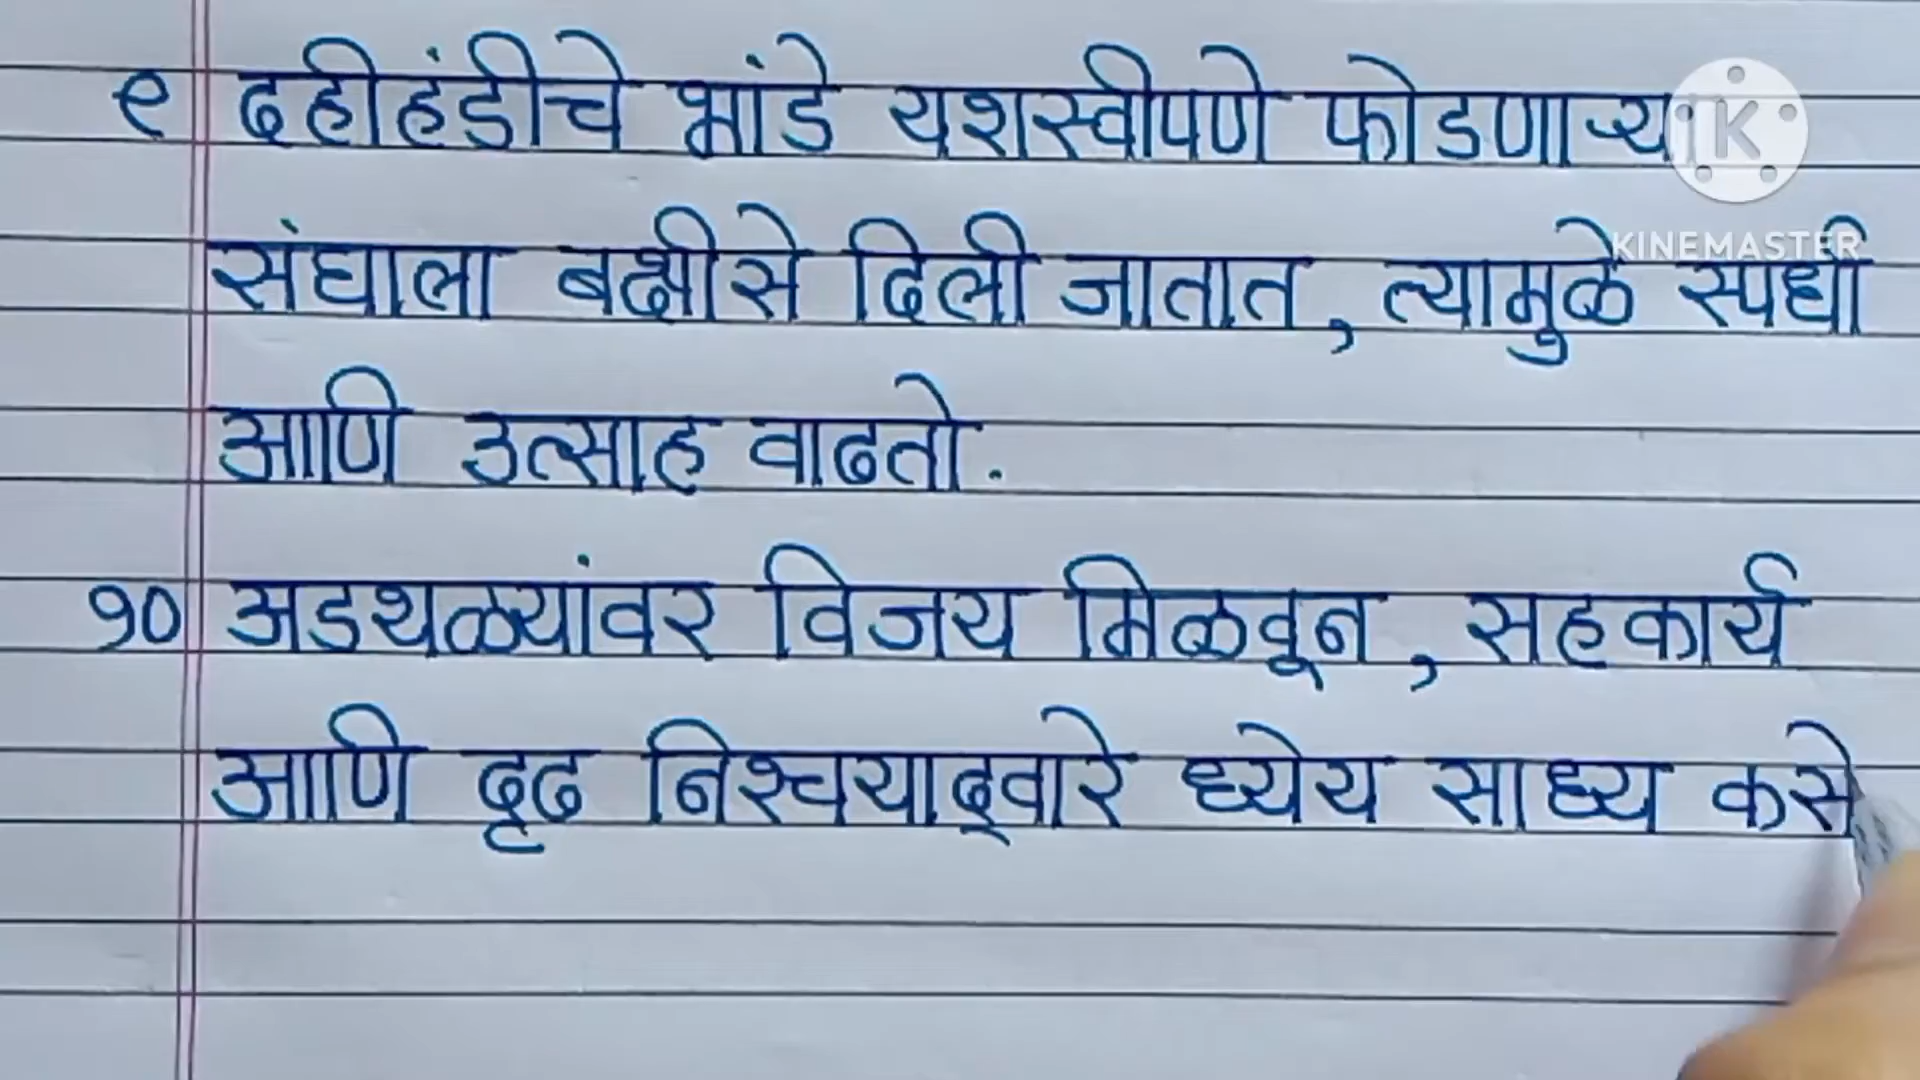 ९ दहीहंडीचे भांडे यशस्वीपणे फोडणाऱ्या
KINEMASTER
संघाला बक्षीसे दिली जातात, त्यामुळे स्पर्धा
आणि उत्साह वाढतो.
१० अडथळ्यांवर विजय मिळवून, सहकार्य
आणि दृढ निश्चयाद्वारे ध्येय साध्य कसे